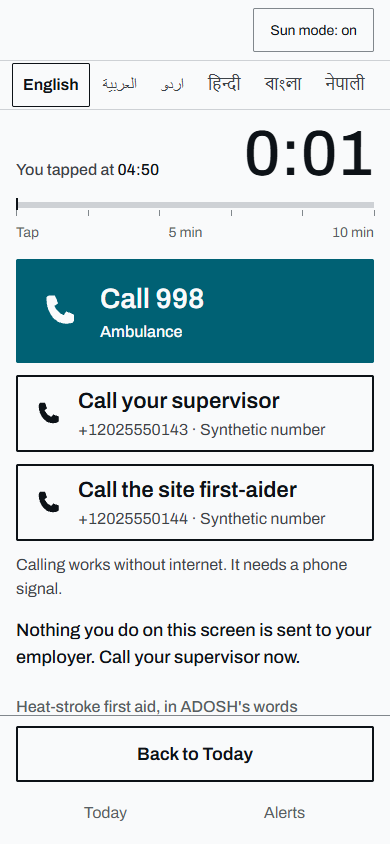 Sun mode: on
English
العربية
اردو
हिन्दी
বাংলা
नेपाली
0:01
You tapped at 04:50
Tap
5 min
10 min
Call 998
Ambulance
Call your supervisor
+12025550143 · Synthetic number
Call the site first-aider
+12025550144 · Synthetic number
Calling works without internet. It needs a phone
signal.
Nothing you do on this screen is sent to your
employer. Call your supervisor now.
Heat-stroke first aid, in ADOSH's words
Back to Today
Today
Alerts